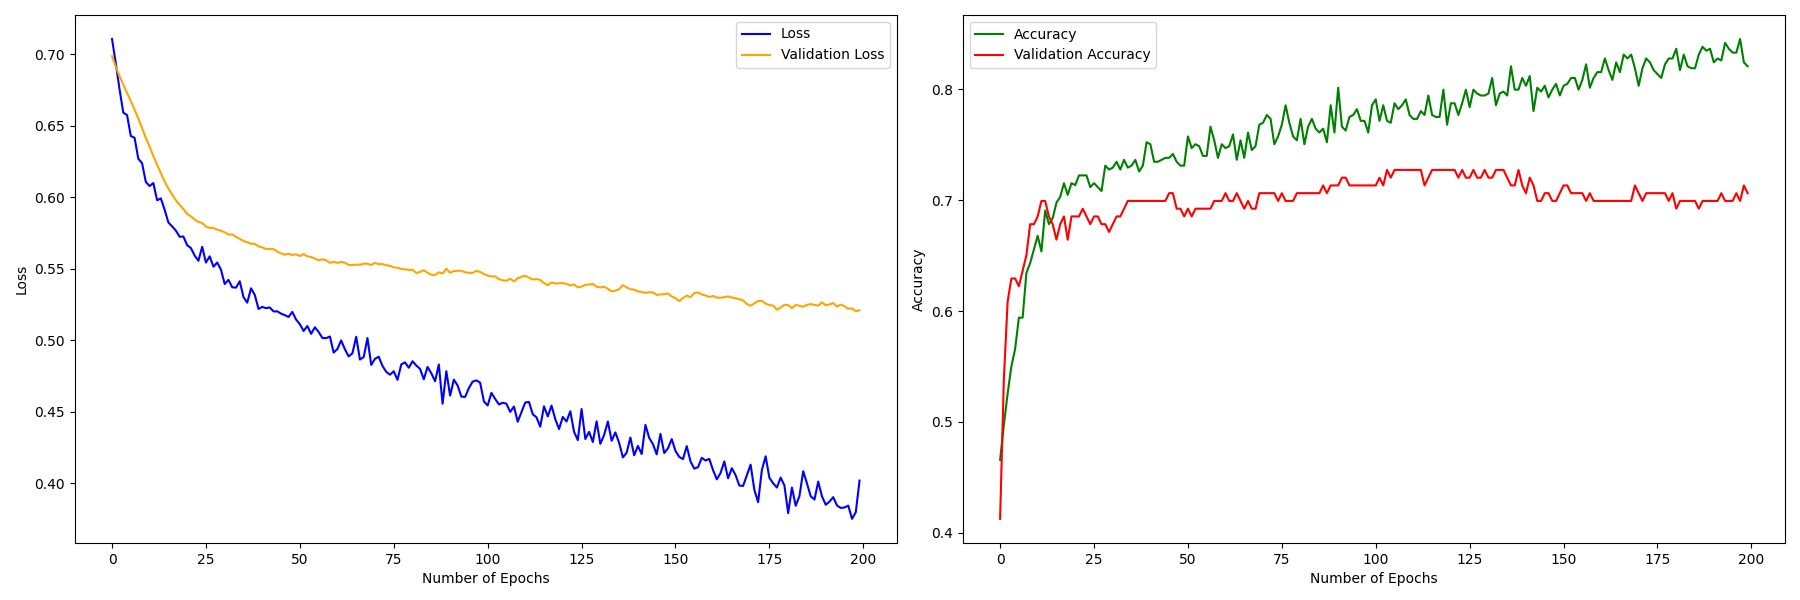 0.70
0.65
0.60
0.55
0.50
0.45
0.40
Loss
0 25 50 75 100 125 150 175 200
Number of Epochs
Loss
Validation Loss
0.8
0.7
0.6
0.5
0.4
Accuracy
0 25 50 75 100 125 150 175 200
Number of Epochs
Accuracy
Validation Accuracy